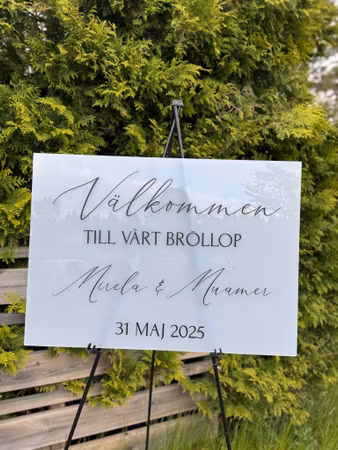 Välkommen
TILL VÅRT BRÖLLOP
Mirela & Muamer
31 MAJ 2025